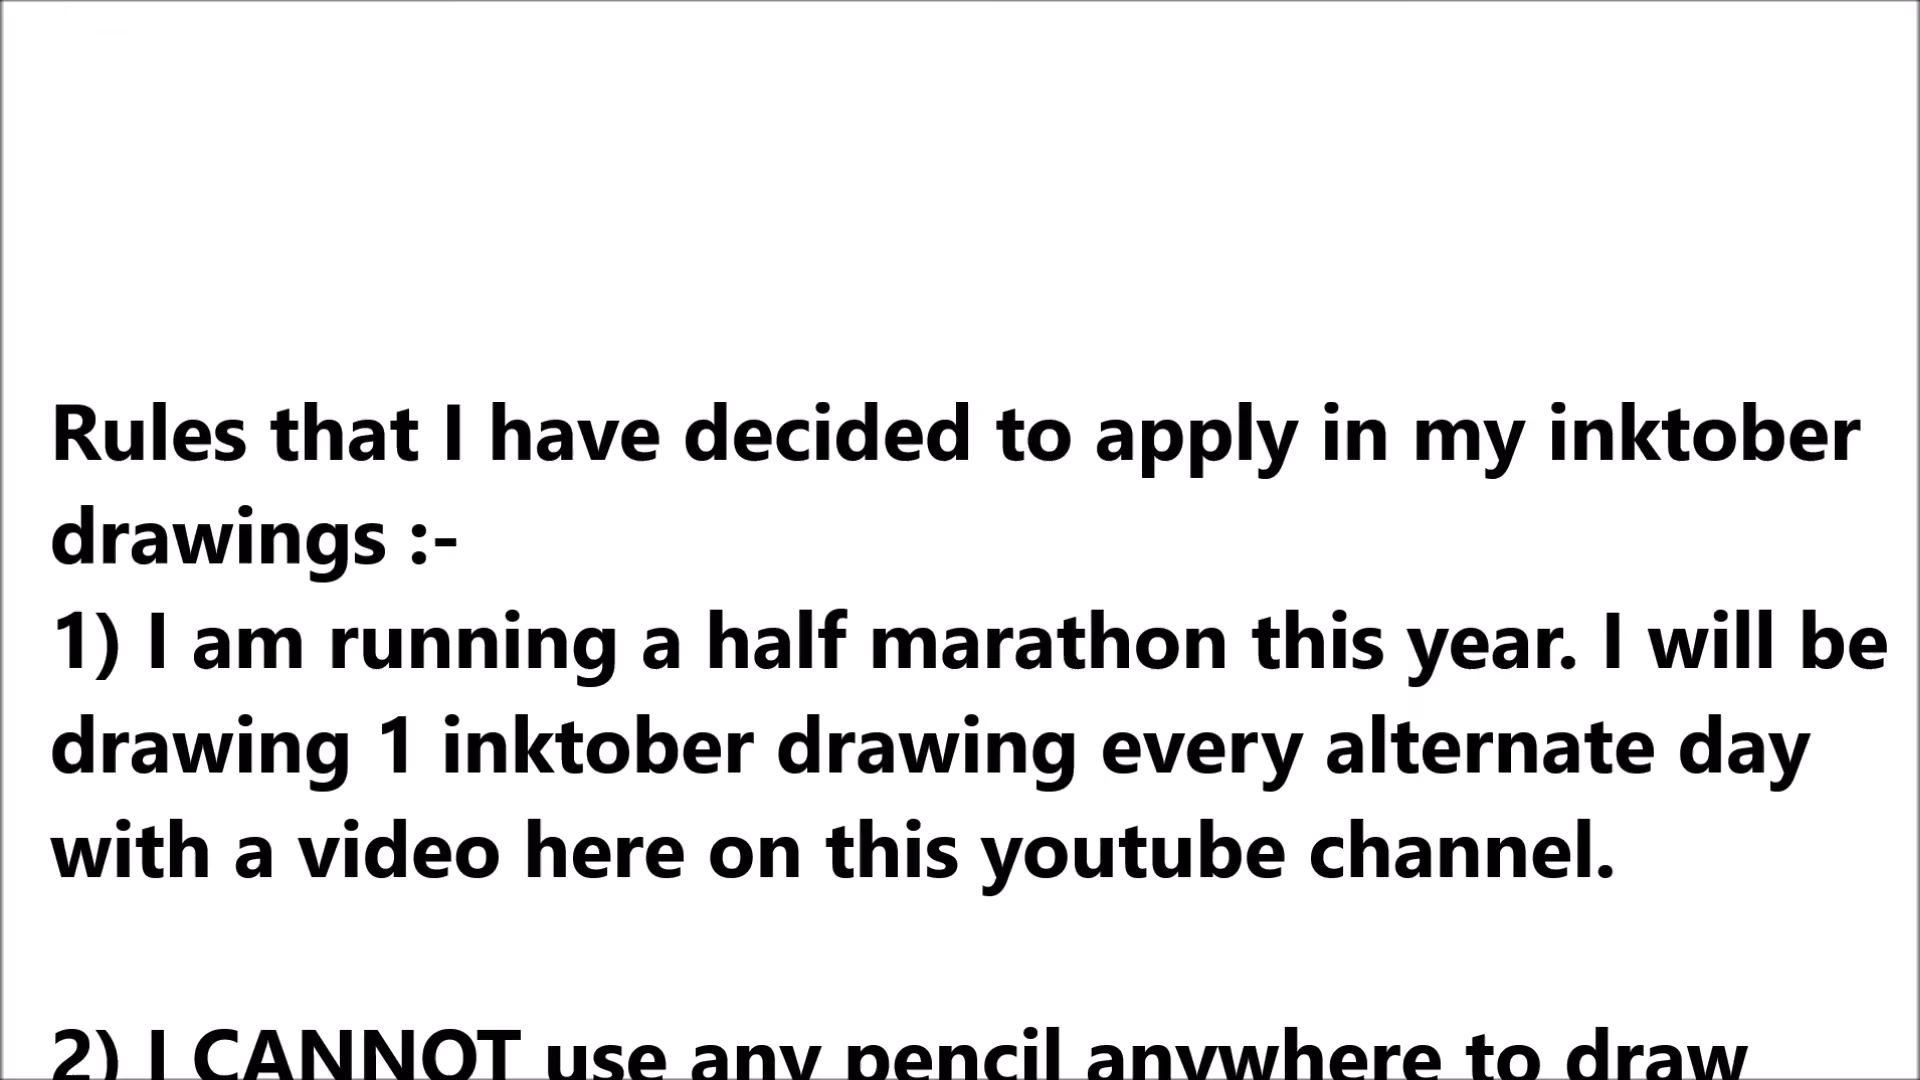 Rules that I have decided to apply in my inktober
drawings :-
1) I am running a half marathon this year. I will be
drawing 1 inktober drawing every alternate day
with a video here on this youtube channel.
2) I CANNOT use any pencil anywhere to draw